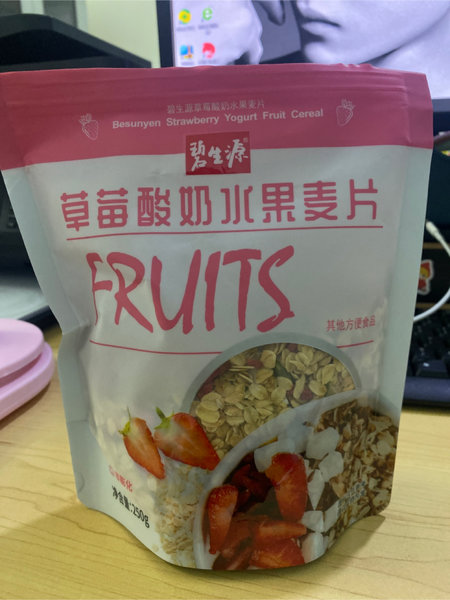 碧生源草莓酸奶水果麦片
Besunyen Strawberry Yogurt Fruit Cereal
碧生源
草莓酸奶水果麦片
FRUITS
其他方便食品
净含量:250g